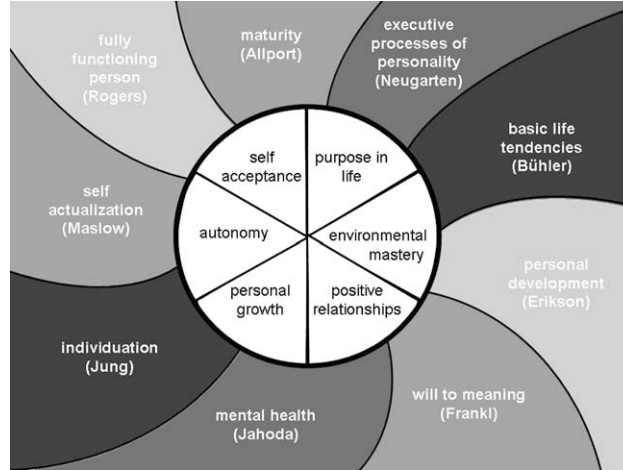 fully
functioning
person
(Rogers)
maturity
(Allport)
executive
processes of
personality
(Neugarten)
basic life
tendencies
(Bühler)
self
acceptance
purpose in
life
self
actualization
(Maslow)
autonomy
environmental
mastery
personal
development
(Erikson)
personal
growth
positive
relationships
individuation
(Jung)
will to meaning
(Frankl)
mental health
(Jahoda)